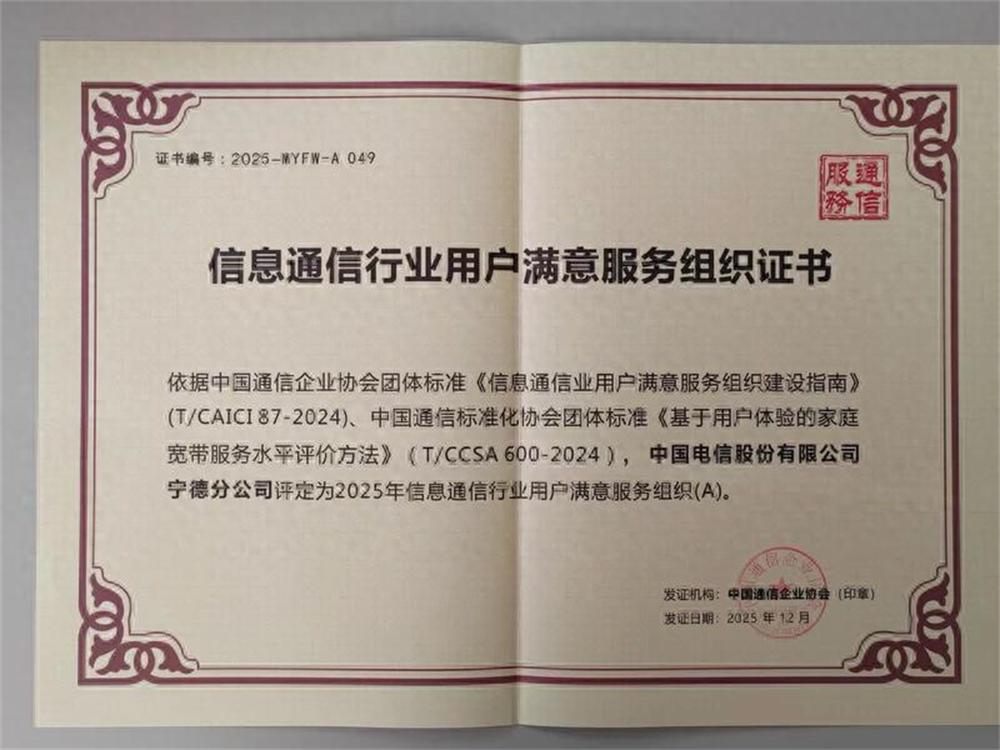 证书编号：2025-MYFW-A 049
通信
服務
信息通信行业用户满意服务组织证书
依据中国通信企业协会团体标准《信息通信业用户满意服务组织建设指南》
(T/CAICI 87-2024)、中国通信标准化协会团体标准《基于用户体验的家庭
宽带服务水平评价方法》（T/CCSA 600-2024），中国电信股份有限公司
宁德分公司评定为2025年信息通信行业用户满意服务组织(A)。
发证机构：中国通信企业协会（印章）
发证日期：2025 年 12 月